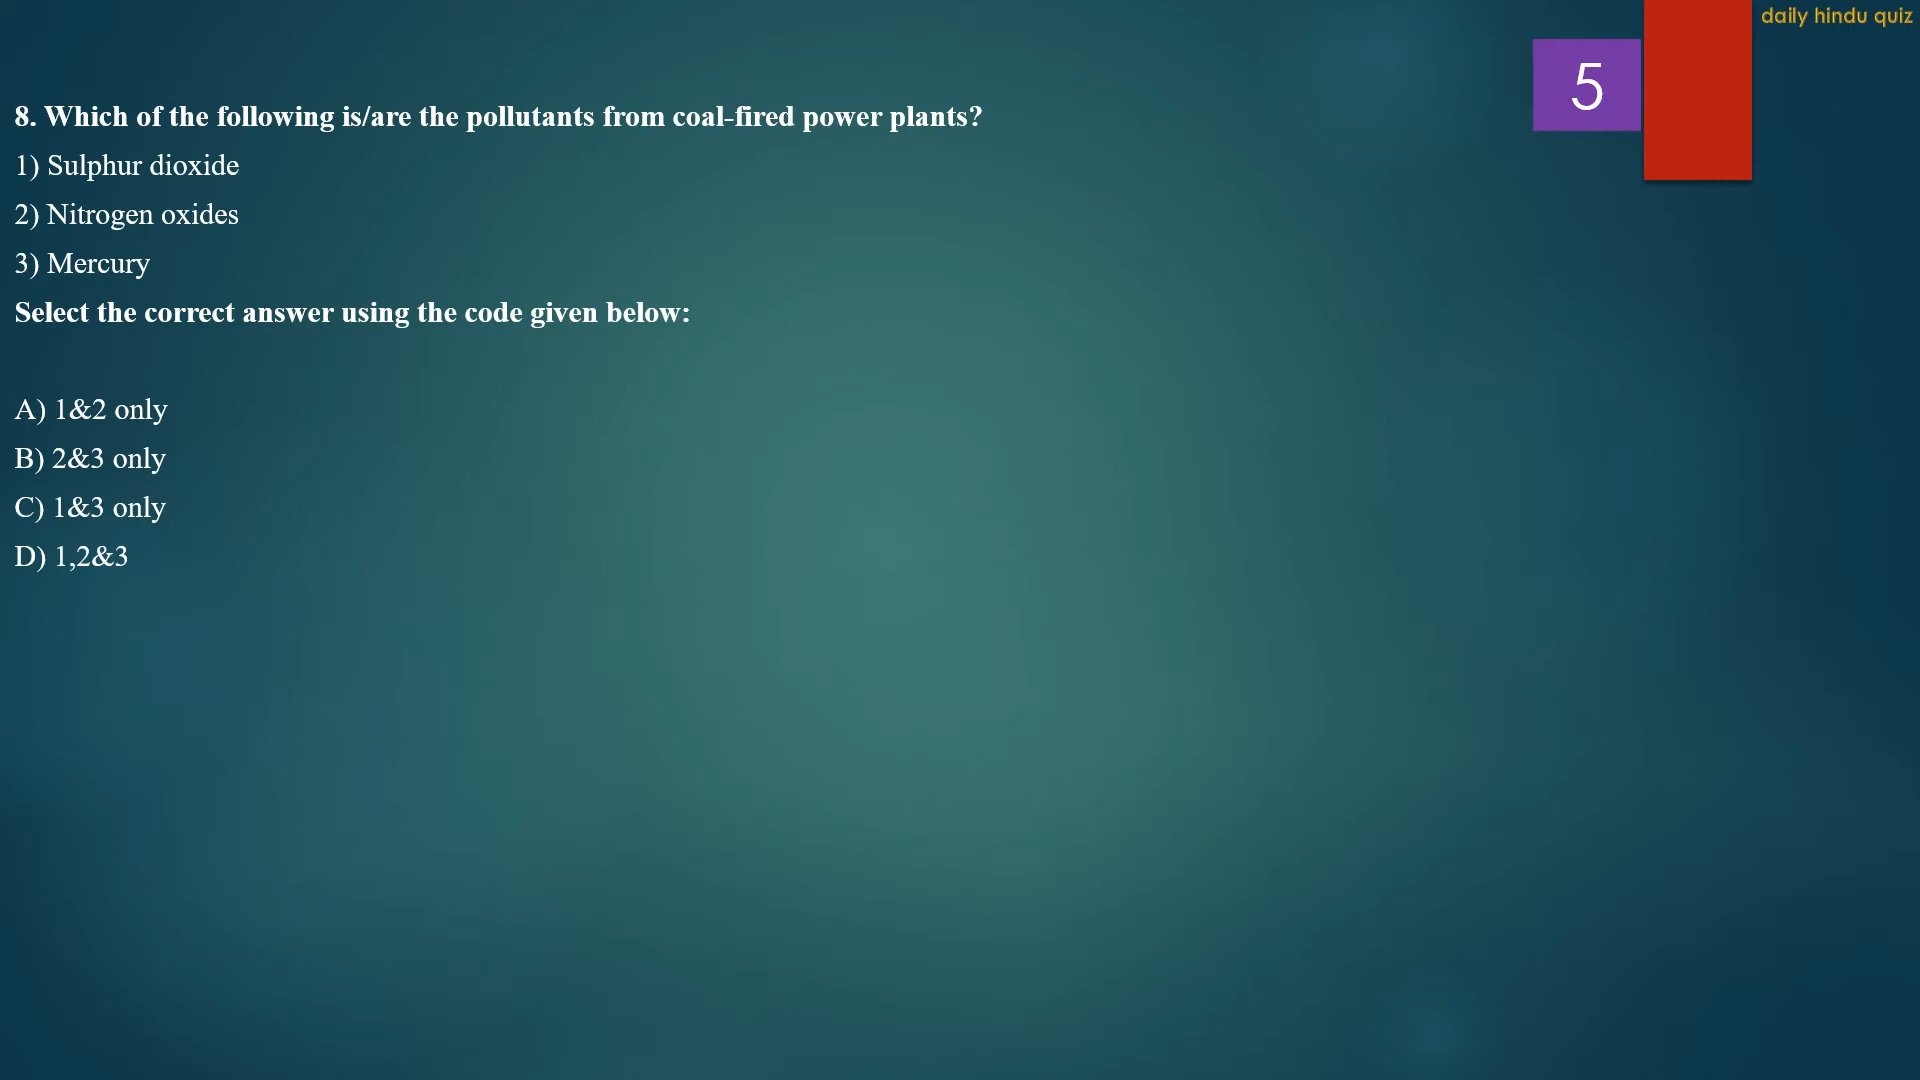 daily hindu quiz
5
8. Which of the following is/are the pollutants from coal-fired power plants?
1) Sulphur dioxide
2) Nitrogen oxides
3) Mercury
Select the correct answer using the code given below:
A) 1&2 only
B) 2&3 only
C) 1&3 only
D) 1,2&3